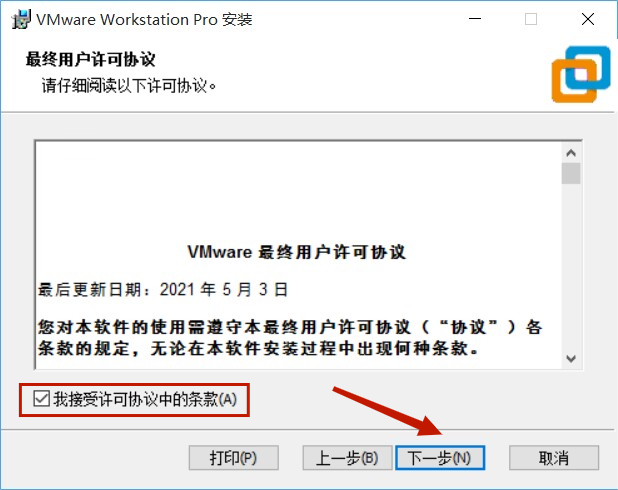 VMware Workstation Pro 安装
最终用户许可协议
请仔细阅读以下许可协议。
VMware 最终用户许可协议
最后更新日期：2021 年 5 月 3 日
您对本软件的使用需遵守本最终用户许可协议（“协议”）各
条款的规定，无论在本软件安装过程中出现何种条款。
我接受许可协议中的条款(A)
打印(P) 上一步(B) 下一步(N) 取消